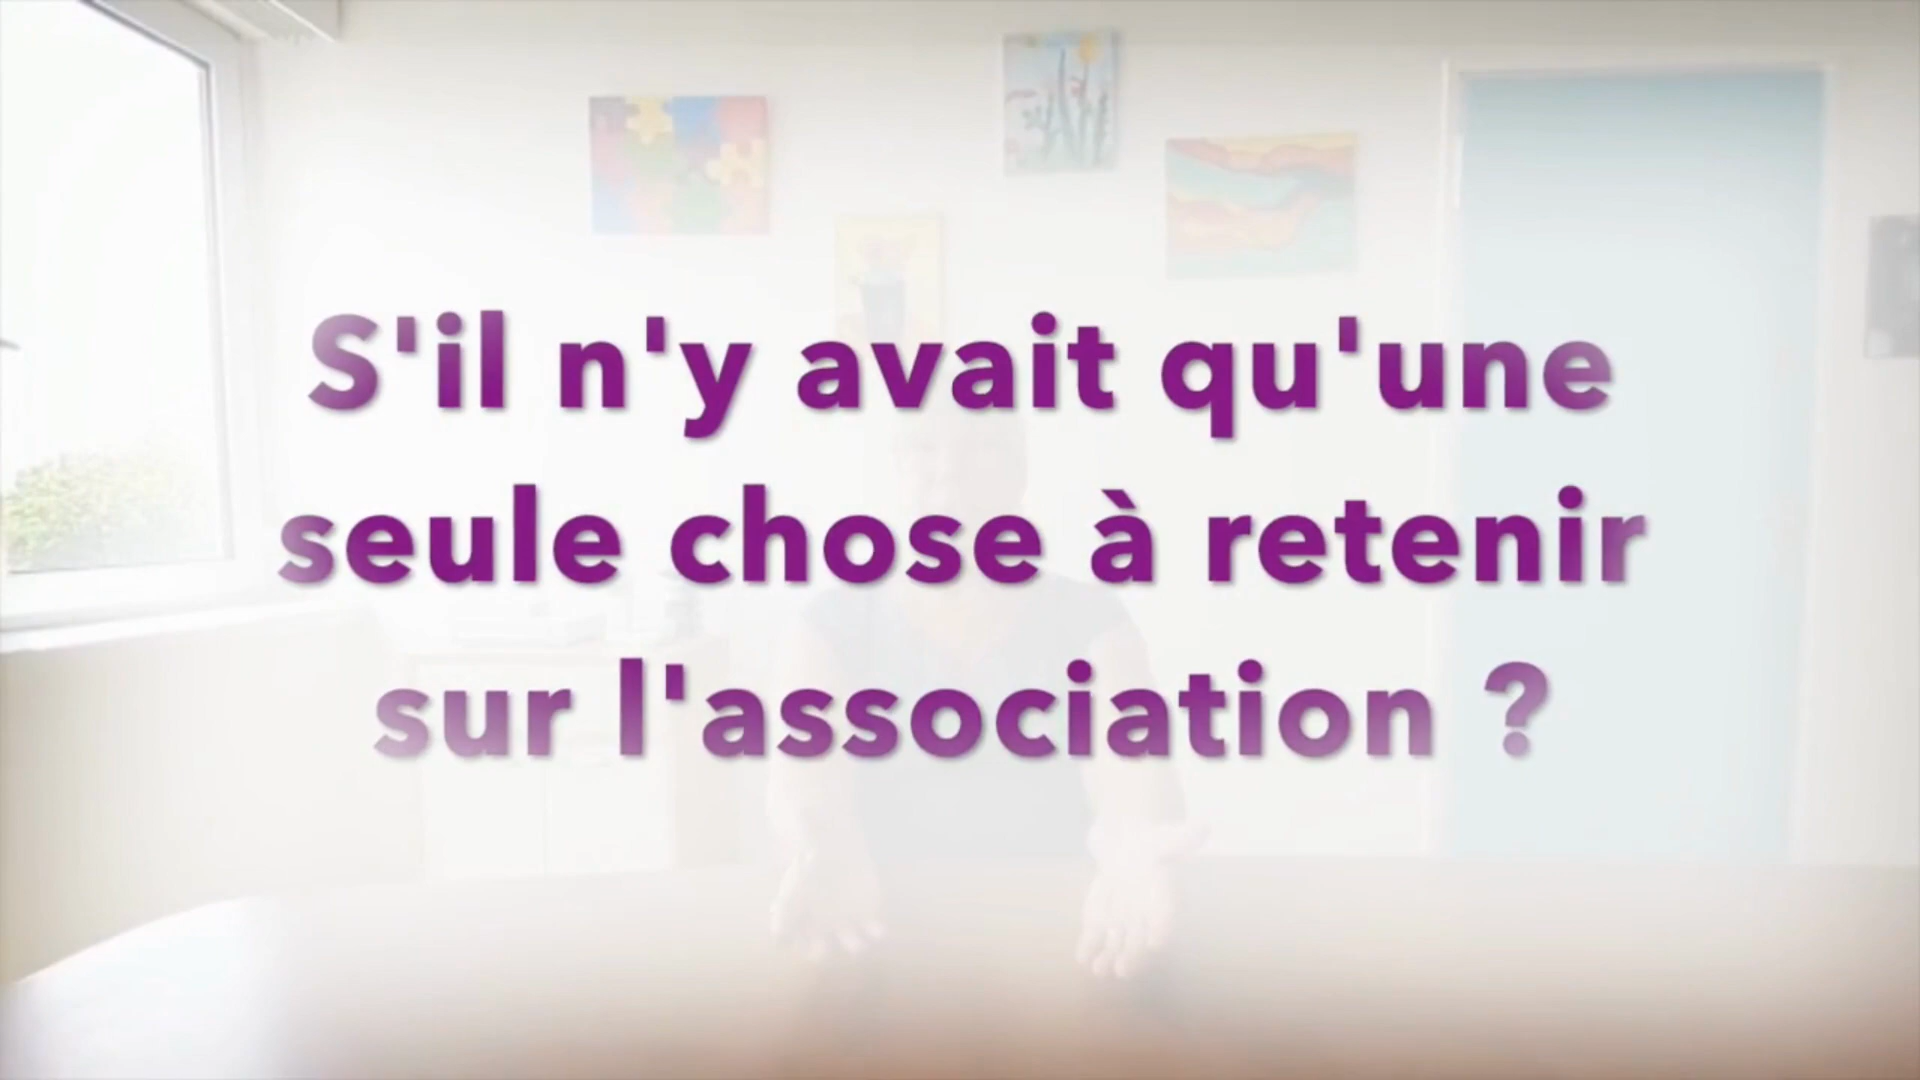 S'il n'y avait qu'une
seule chose à retenir
sur l'association ?